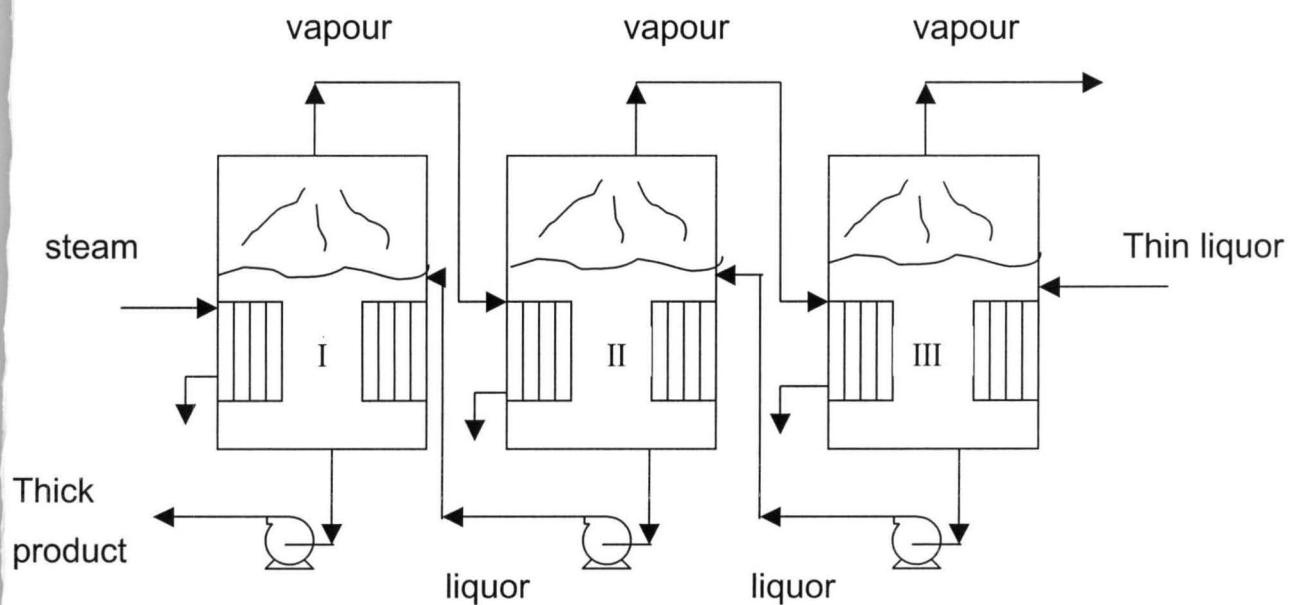 vapour
vapour
vapour
steam
Thin liquor
I
II
III
Thick
product
liquor
liquor